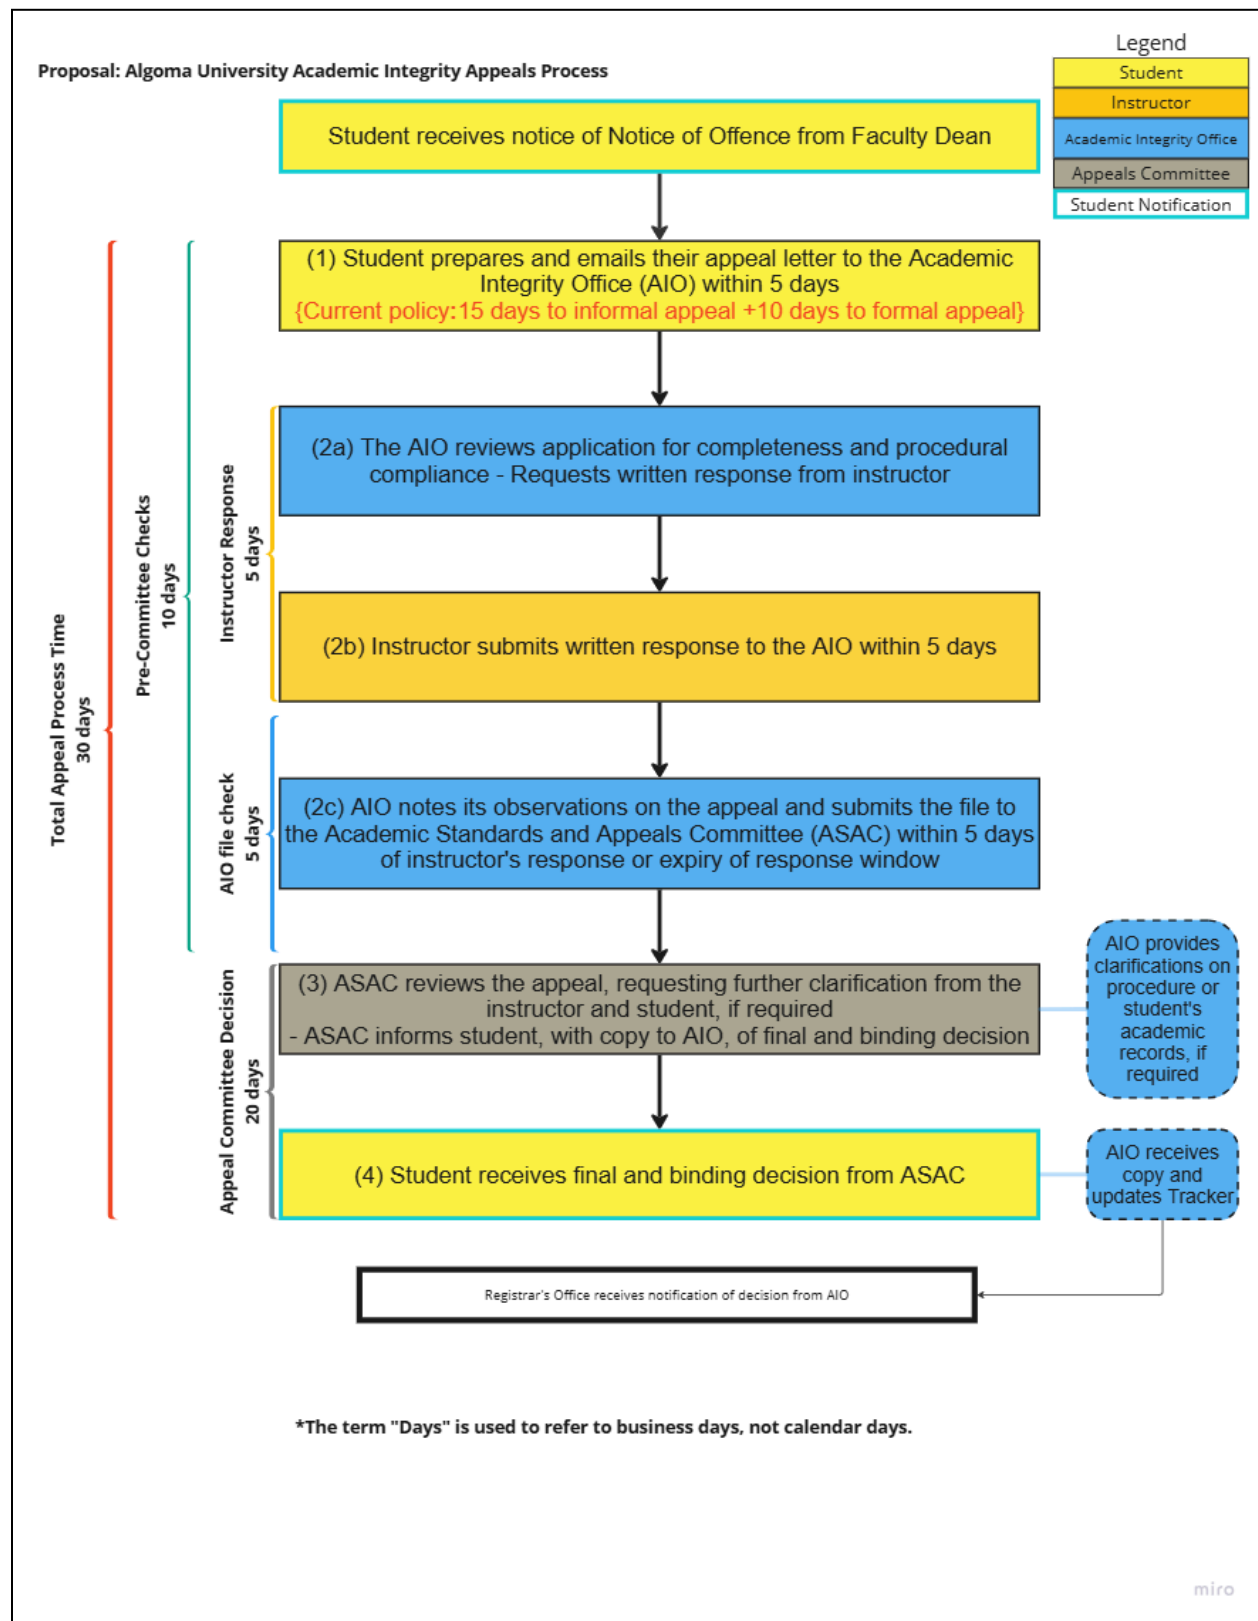 Legend
Proposal: Algoma University Academic Integrity Appeals Process
Student
Instructor
Academic Integrity Office
Appeals Committee
Student Notification
Student receives notice of Notice of Offence from Faculty Dean
(1) Student prepares and emails their appeal letter to the Academic
Integrity Office (AIO) within 5 days
{Current policy:15 days to informal appeal +10 days to formal appeal}
(2a) The AIO reviews application for completeness and procedural
compliance - Requests written response from instructor
(2b) Instructor submits written response to the AIO within 5 days
(2c) AIO notes its observations on the appeal and submits the file to
the Academic Standards and Appeals Committee (ASAC) within 5 days
of instructor's response or expiry of response window
(3) ASAC reviews the appeal, requesting further clarification from the
instructor and student, if required
- ASAC informs student, with copy to AIO, of final and binding decision
(4) Student receives final and binding decision from ASAC
Total Appeal Process Time
30 days
Pre-Committee Checks
10 days
Instructor Response
5 days
AIO file check
5 days
Appeal Committee Decision
20 days
AIO provides
clarifications on
procedure or
student's
academic
records, if
required
AIO receives
copy and
updates Tracker
Registrar's Office receives notification of decision from AIO
*The term "Days" is used to refer to business days, not calendar days.
miro